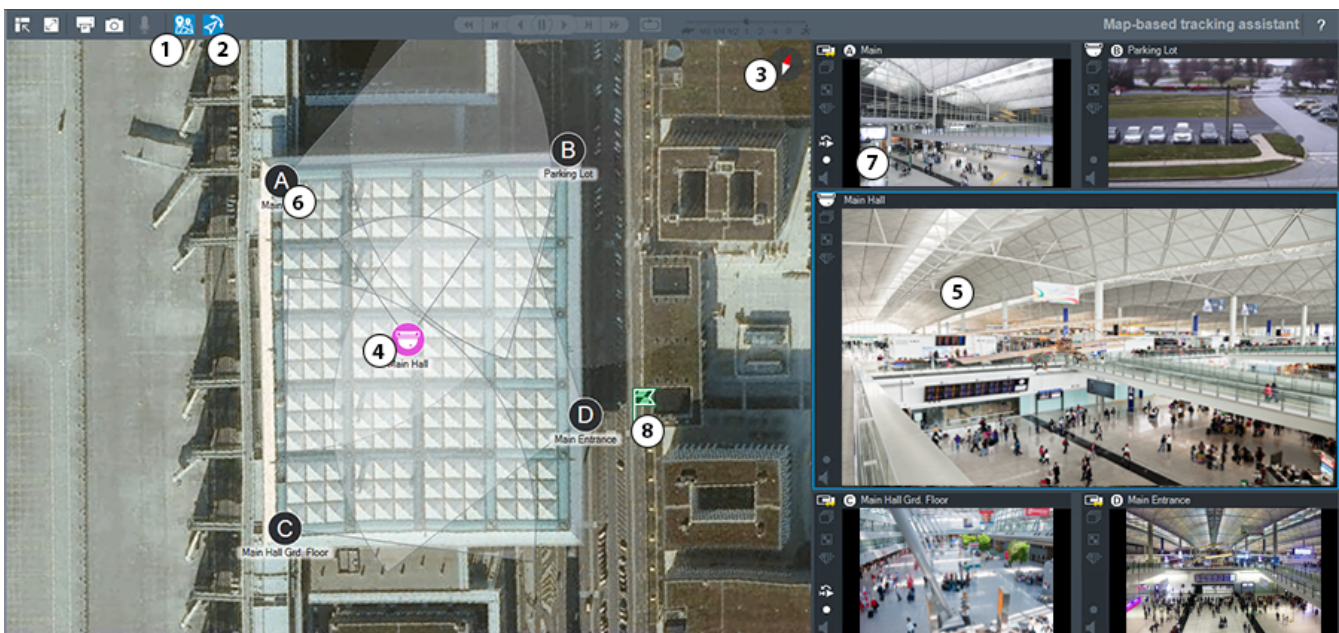 Map-based tracking assistant ?
1
2
3
A Main
B Parking Lot
7
B
Parking Lot
A
Main
6
Main Hall
5
4
Main Hall
D
Main Entrance
8
C
Main Hall Grd. Floor
C Main Hall Grd. Floor
D Main Entrance